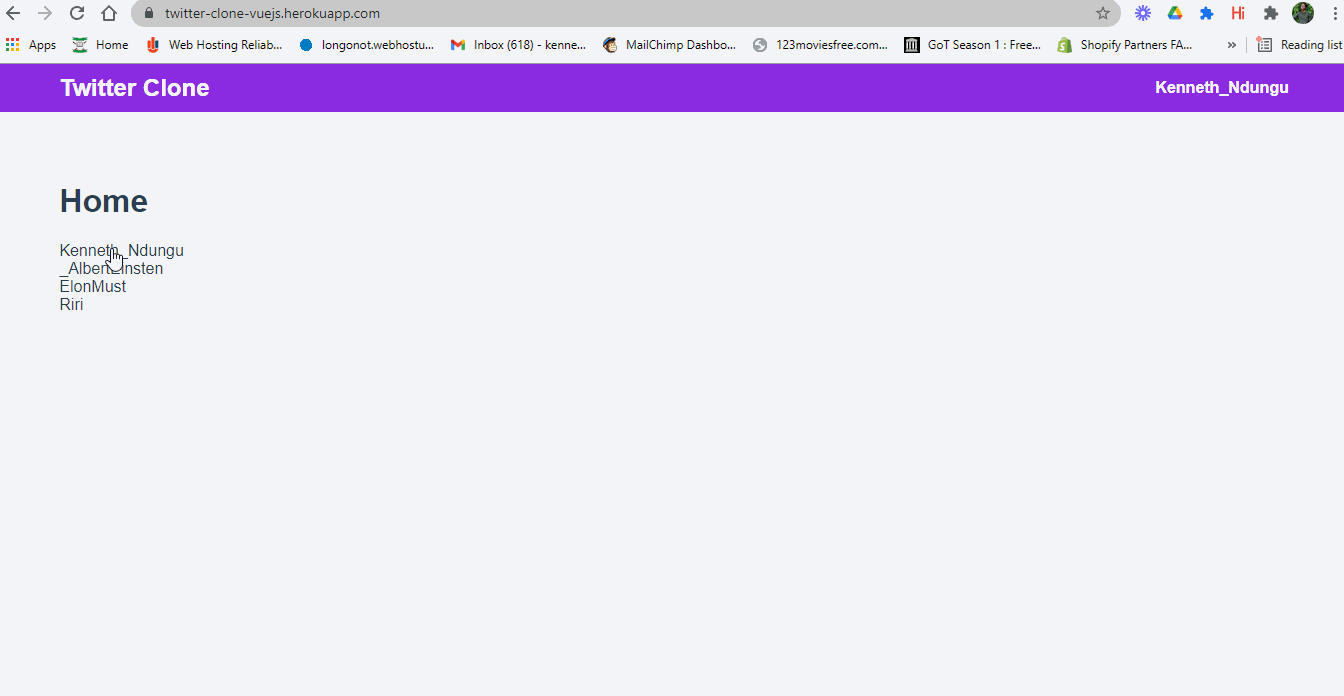 twitter-clone-vuejs.herokuapp.com
Hi
Apps Home Web Hosting Reliab... longonot.webhostu... Inbox (618) - kenne... MailChimp Dashbo... 123moviesfree.com... GoT Season 1 : Free... Shopify Partners FA... » Reading list
Twitter Clone Kenneth_Ndungu
Home
Kenneth_Ndungu
_AlbertEinsten
ElonMust
Riri